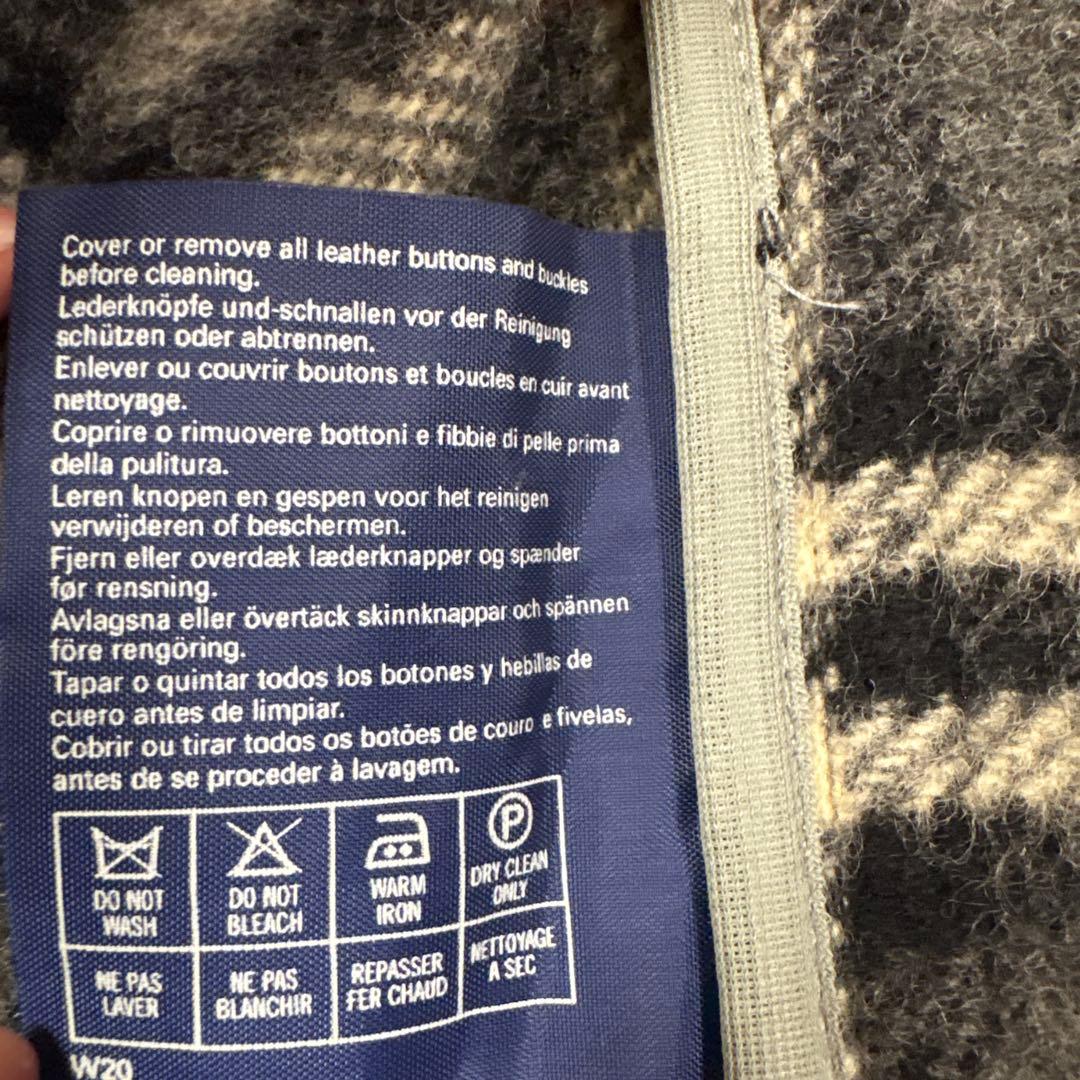 Cover or remove all leather buttons and buckles
before cleaning.
Lederknöpfe und-schnallen vor der Reinigung
schützen oder abtrennen.
Enlever ou couvrir boutons et boucles en cuir avant
nettoyage.
Coprire o rimuovere bottoni e fibbie di pelle prima
della pulitura.
Leren knopen en gespen voor het reinigen
verwijderen of beschermen.
Fjern eller overdæk læderknapper og spænder
før rensning.
Avlagsna eller övertäck skinnknappar och spännen
före rengöring.
Tapar o quintar todos los botones y hebillas de
cuero antes de limpiar.
Cobrir ou tirar todos os botões de couro e fivelas,
antes de se proceder à lavagem.
DO NOT
WASH
DO NOT
BLEACH
WARM
IRON
P
DRY CLEAN
ONLY
NE PAS
LAVER
NE PAS
BLANCHIR
REPASSER
FER CHAUD
NETTOYAGE
A SEC
W20